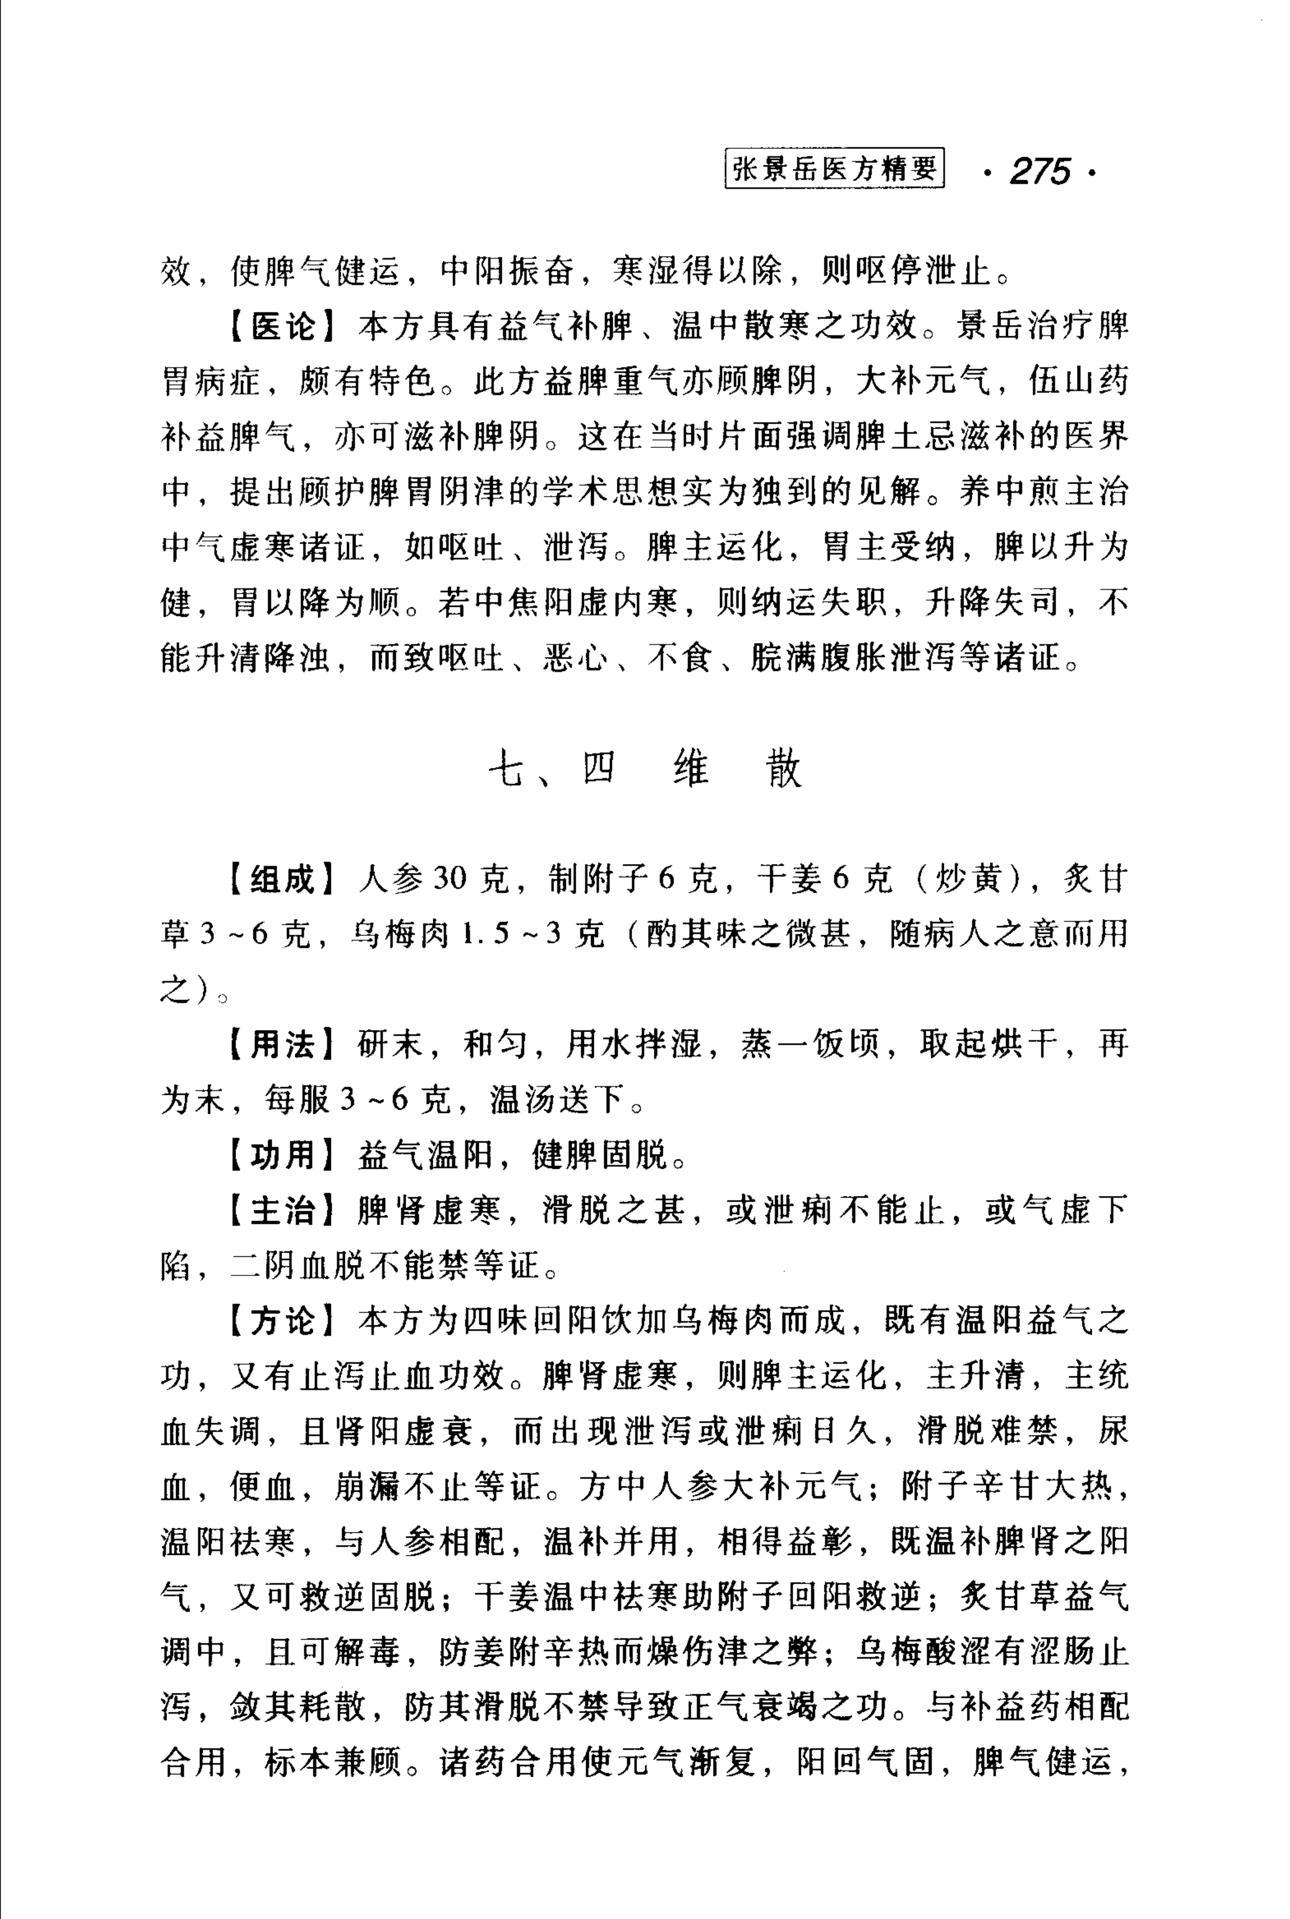 张景岳医方精要 ·275·
效，使脾气健运，中阳振奋，寒湿得以除，则呕停泄止。
【医论】本方具有益气补脾、温中散寒之功效。景岳治疗脾
胃病症，颇有特色。此方益脾重气亦顾脾阴，大补元气，伍山药
补益脾气，亦可滋补脾阴。这在当时片面强调脾土忌滋补的医界
中，提出顾护脾胃阴津的学术思想实为独到的见解。养中煎主治
中气虚寒诸证，如呕吐、泄泻。脾主运化，胃主受纳，脾以升为
健，胃以降为顺。若中焦阳虚内寒，则纳运失职，升降失司，不
能升清降浊，而致呕吐、恶心、不食、脘满腹胀泄泻等诸证。
七、四 维 散
【组成】人参30克，制附子6克，干姜6克（炒黄），炙甘
草3~6克，乌梅肉1.5~3克（酌其味之微甚，随病人之意而用
之）。
【用法】研末，和匀，用水拌湿，蒸一饭顷，取起烘干，再
为末，每服3~6克，温汤送下。
【功用】益气温阳，健脾固脱。
【主治】脾肾虚寒，滑脱之甚，或泄痢不能止，或气虚下
陷，二阴血脱不能禁等证。
【方论】本方为四味回阳饮加乌梅肉而成，既有温阳益气之
功，又有止泻止血功效。脾肾虚寒，则脾主运化，主升清，主统
血失调，且肾阳虚衰，而出现泄泻或泄痢日久，滑脱难禁，尿
血，便血，崩漏不止等证。方中人参大补元气；附子辛甘大热，
温阳祛寒，与人参相配，温补并用，相得益彰，既温补脾肾之阳
气，又可救逆固脱；干姜温中祛寒助附子回阳救逆；炙甘草益气
调中，且可解毒，防姜附辛热而燥伤津之弊；乌梅酸涩有涩肠止
泻，敛其耗散，防其滑脱不禁导致正气衰竭之功。与补益药相配
合用，标本兼顾。诸药合用使元气渐复，阳回气固，脾气健运，